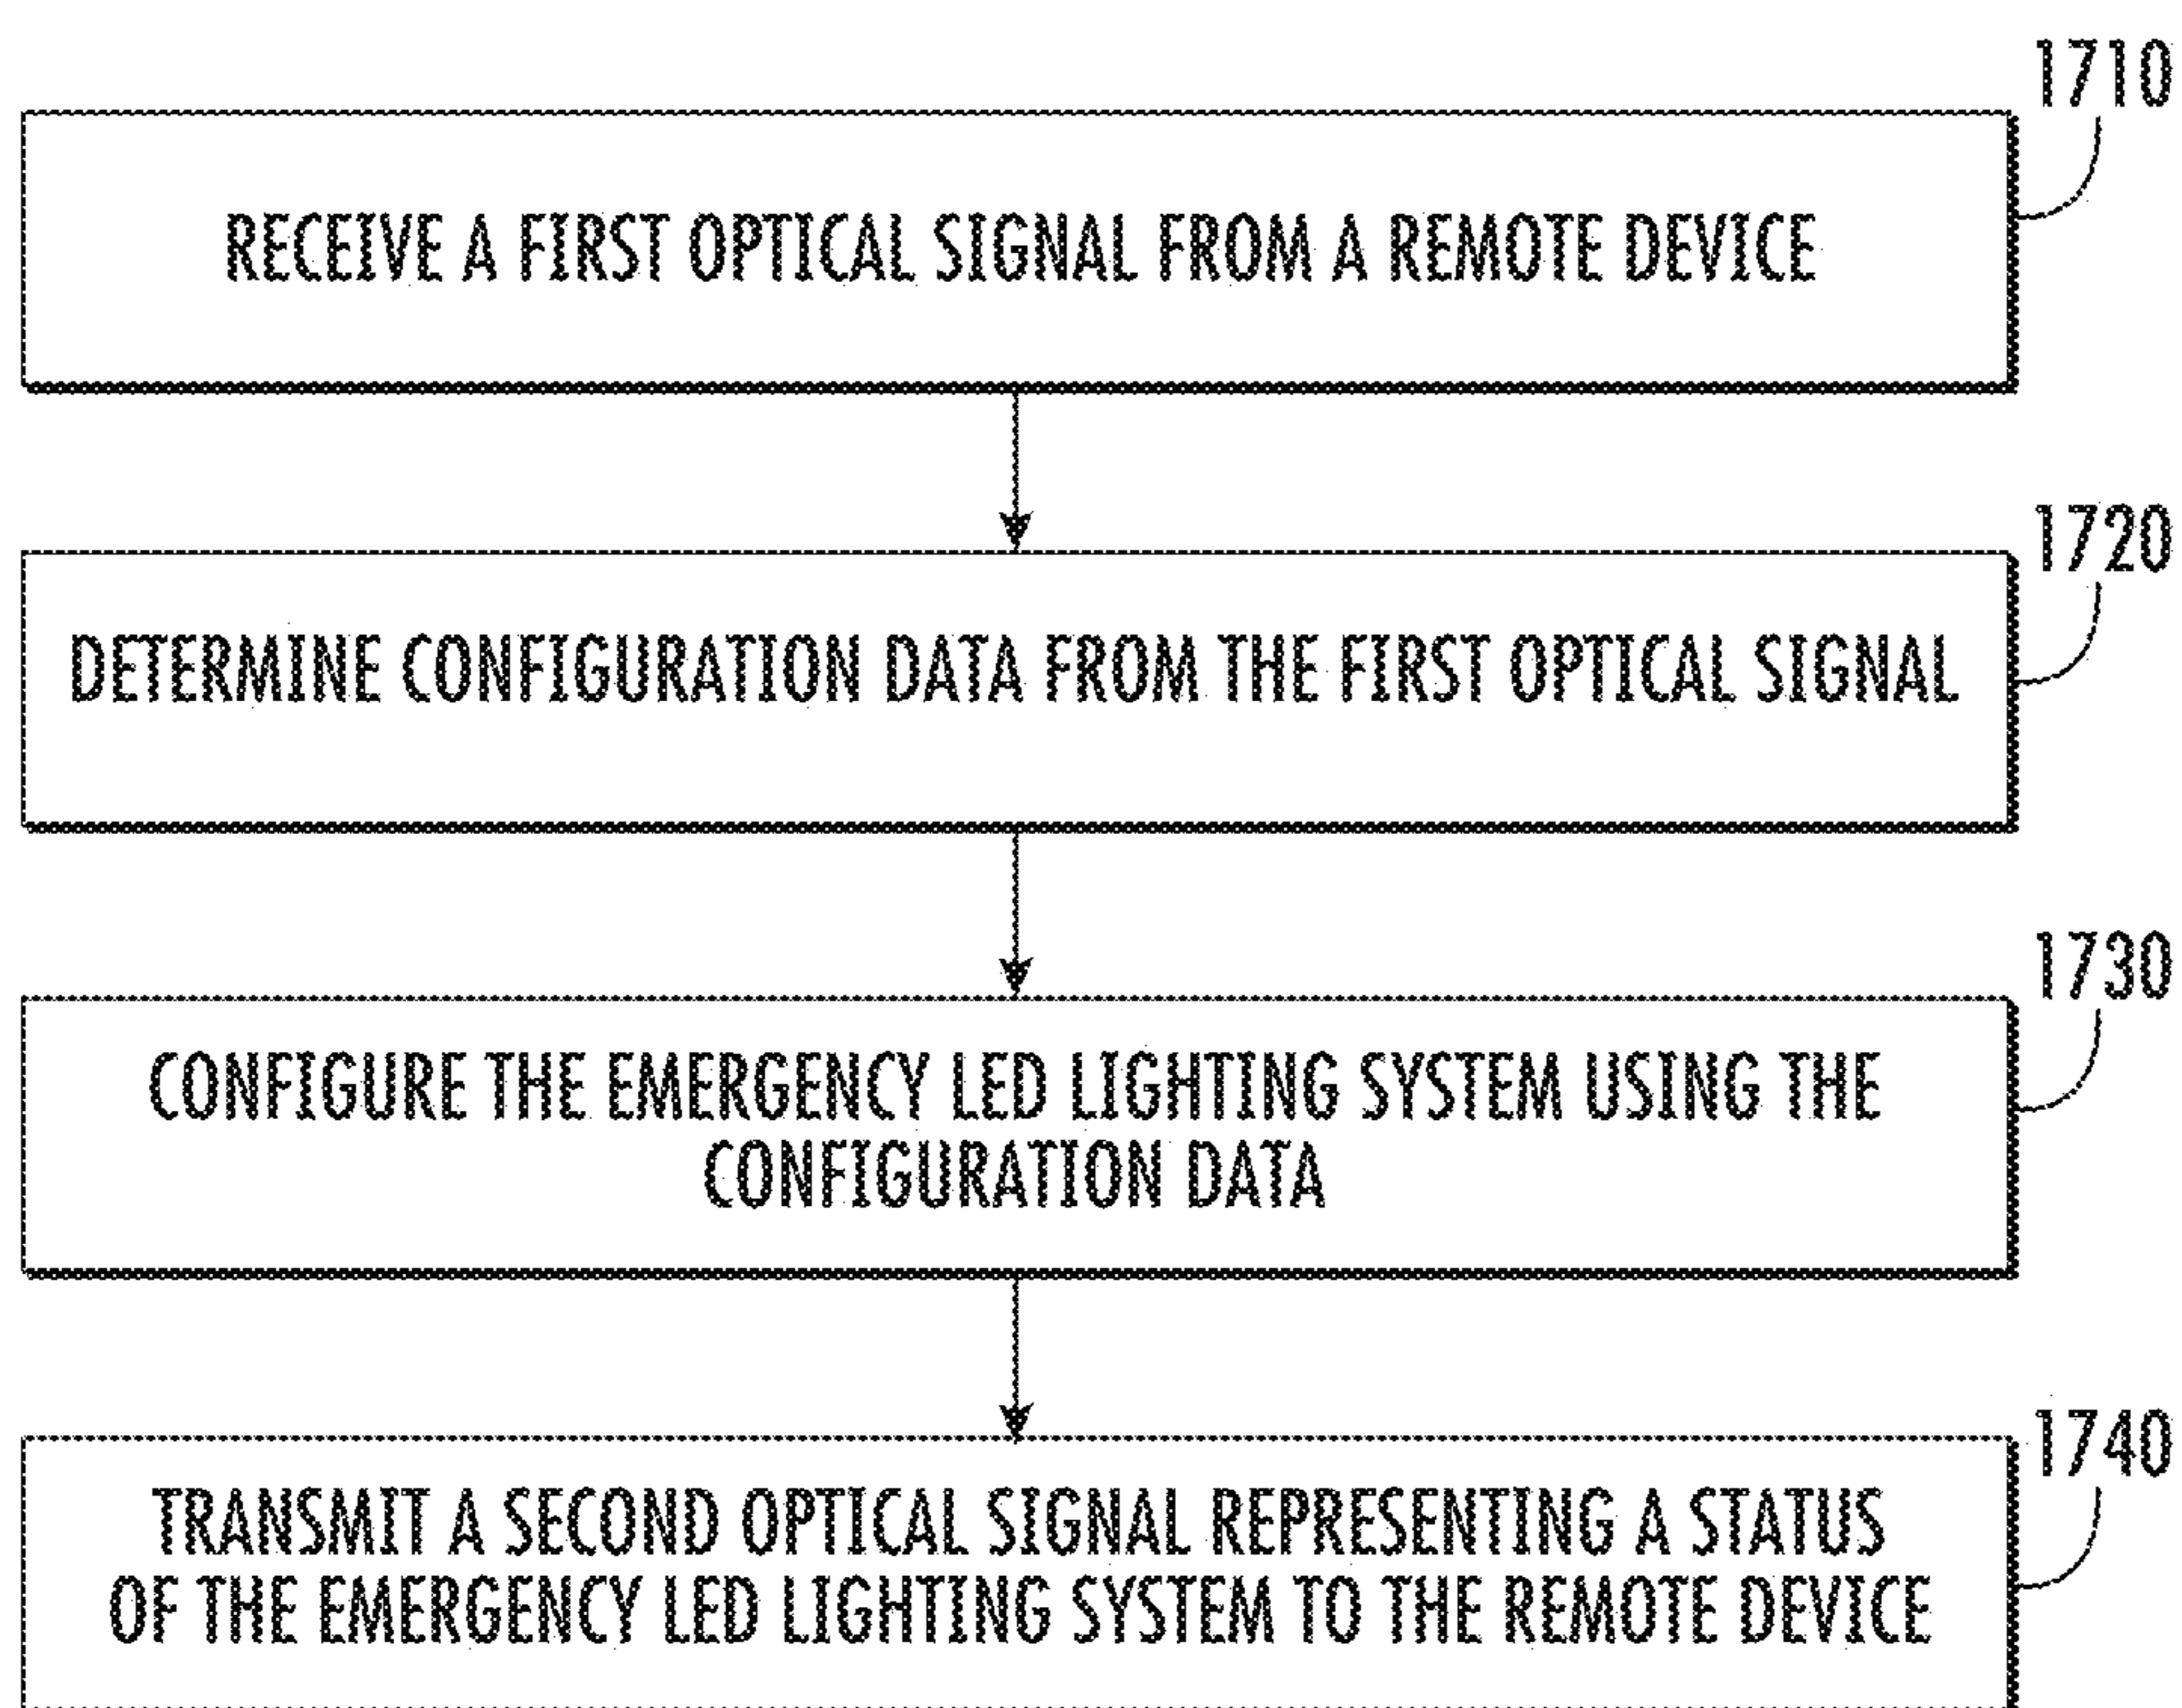 1710
RECEIVE A FIRST OPTICAL SIGNAL FROM A REMOTE DEVICE
1720
DETERMINE CONFIGURATION DATA FROM THE FIRST OPTICAL SIGNAL
1730
CONFIGURE THE EMERGENCY LED LIGHTING SYSTEM USING THE
CONFIGURATION DATA
1740
TRANSMIT A SECOND OPTICAL SIGNAL REPRESENTING A STATUS
OF THE EMERGENCY LED LIGHTING SYSTEM TO THE REMOTE DEVICE